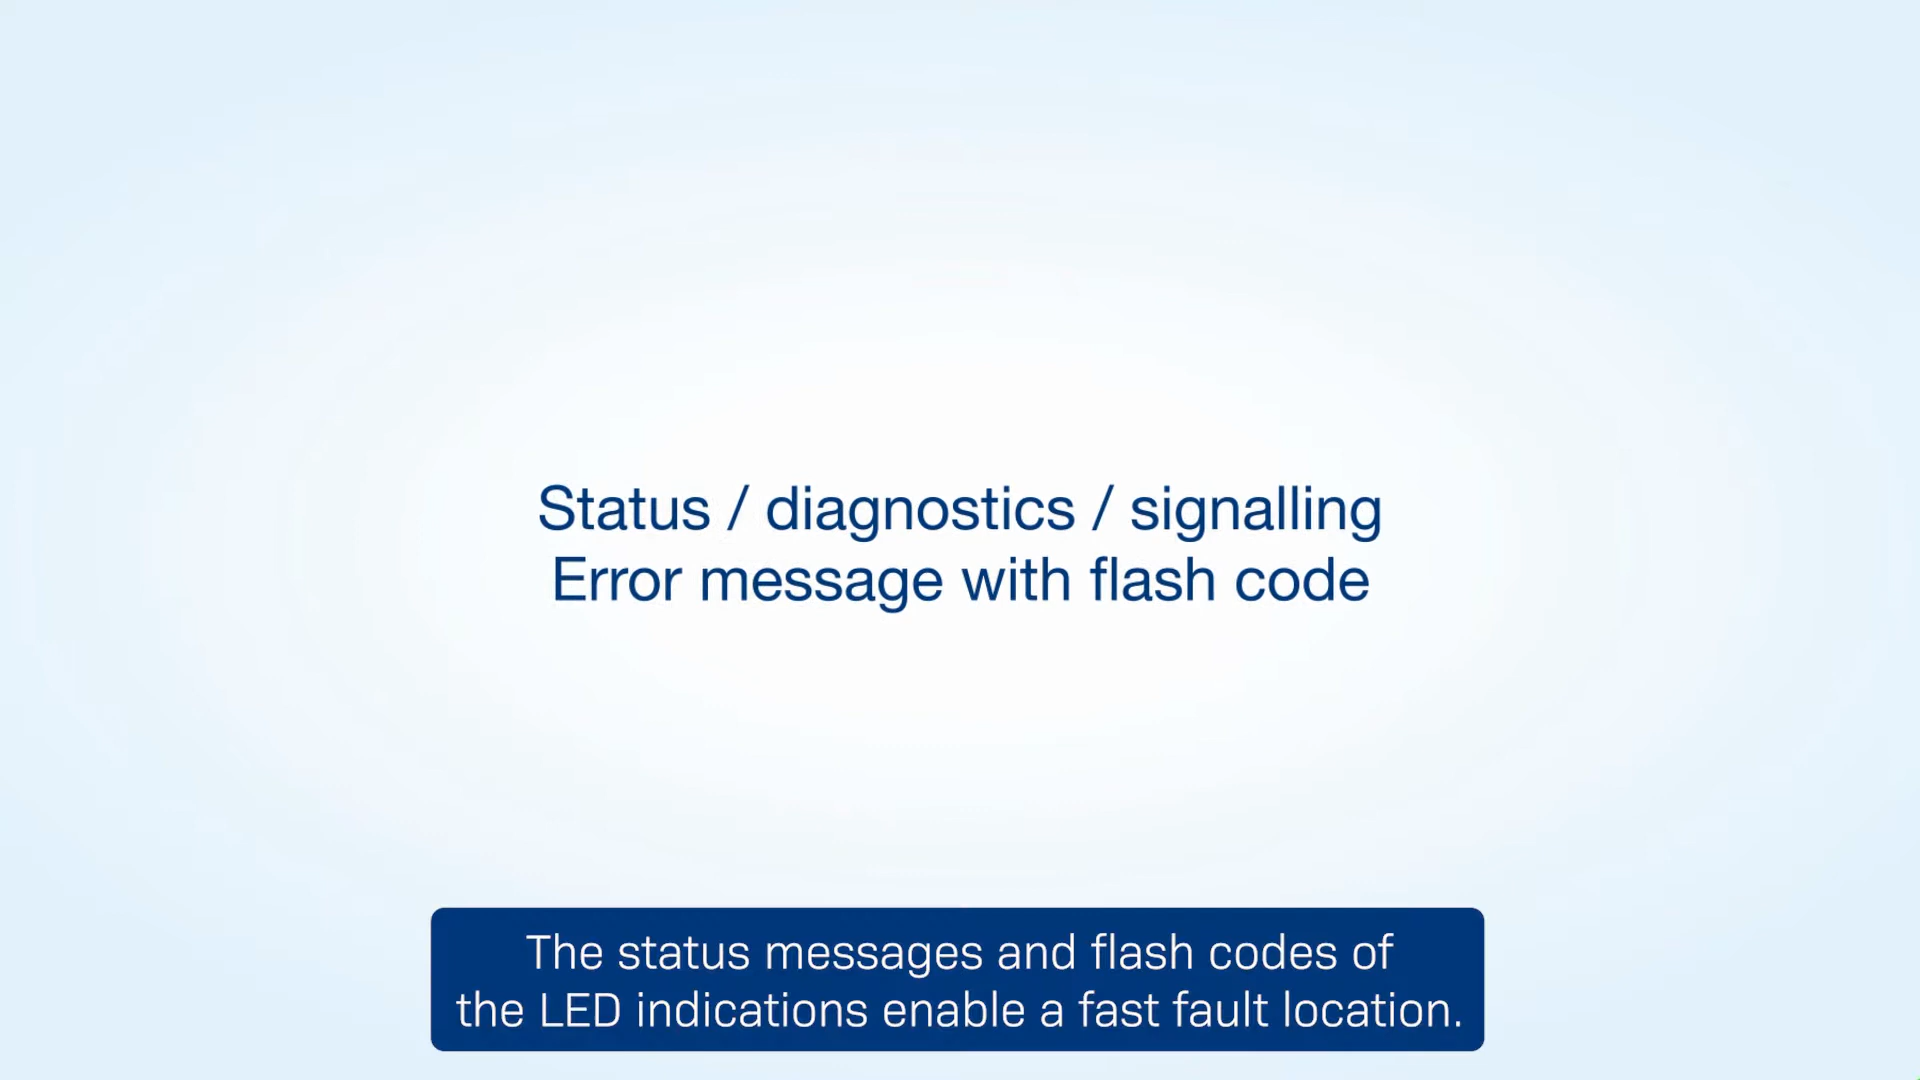 Status / diagnostics / signalling
Error message with flash code
The status messages and flash codes of
the LED indications enable a fast fault location.